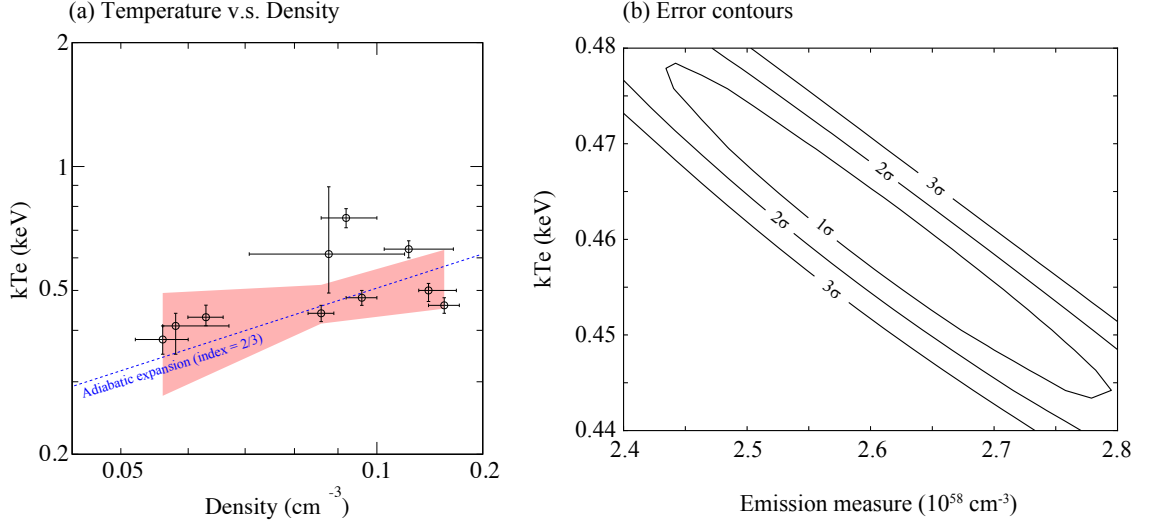 (a) Temperature v.s. Density
2
1
0.5
0.2
kTe (keV)
Adiabatic expansion (index = 2/3)
0.05
0.1
0.2
Density (cm⁻³)
(b) Error contours
0.48
0.47
0.46
0.45
0.44
kTe (keV)
3σ
2σ
1σ
2σ
3σ
2.4
2.5
2.6
2.7
2.8
Emission measure (10⁵⁸ cm⁻³)